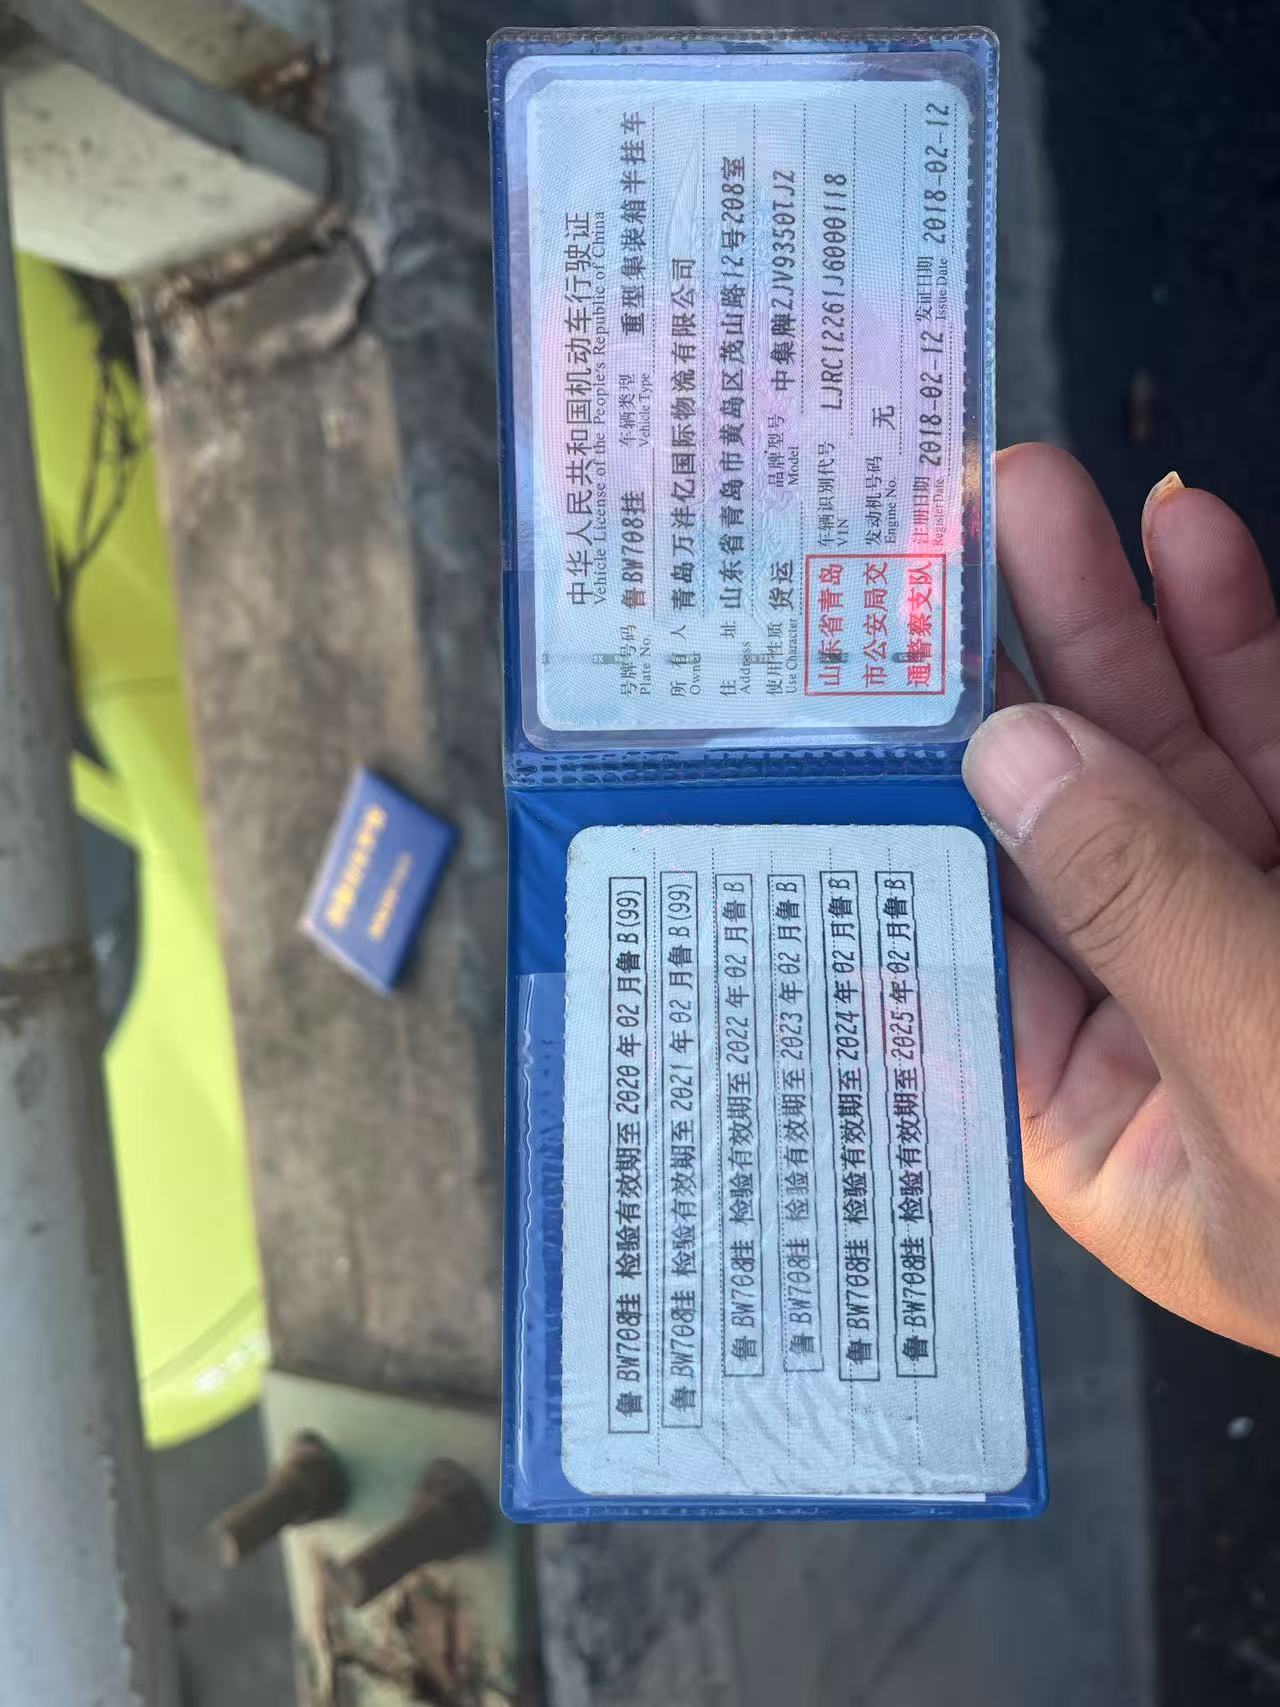 中华人民共和国机动车行驶证
Vehicle License of the People's Republic of China
号牌号码 鲁BW708挂 车辆类型 重型集装箱半挂车
Plate No. Vehicle Type
所有人 青岛万沣亿国际物流有限公司
Owner
住址 山东省青岛市黄岛区茂山路12号208室
Address
使用性质 货运 品牌型号 中集牌ZJV9350TJZ
Use Character Model
山东省青岛
市公安局交
通警察支队
车辆识别代号 LJRC12261J6000118
VIN
发动机号码 无
Engine No.
注册日期 2018-02-12 发证日期 2018-02-12
Register Date Issue Date
鲁BW708挂 检验有效期至2020年02月鲁B(99)
鲁BW708挂 检验有效期至2021年02月鲁B(99)
鲁BW708挂 检验有效期至2022年02月鲁B
鲁BW708挂 检验有效期至2023年02月鲁B
鲁BW708挂 检验有效期至2024年02月鲁B
鲁BW708挂 检验有效期至2025年02月鲁B